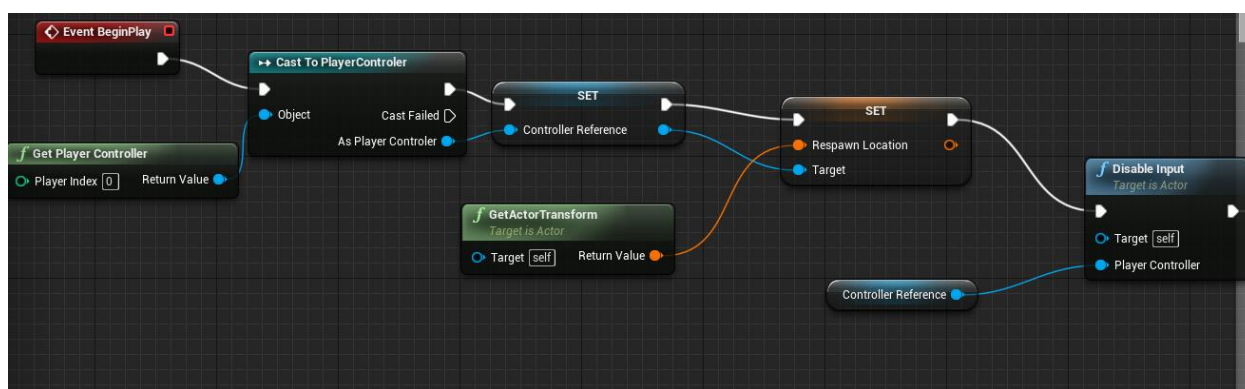 Event BeginPlay
Cast To PlayerControler
Object
Cast Failed
As Player Controler
f Get Player Controller
Player Index 0
Return Value
SET
Controller Reference
SET
Respawn Location
Target
f GetActorTransform
Target is Actor
Target self
Return Value
Controller Reference
f Disable Input
Target is Actor
Target self
Player Controller